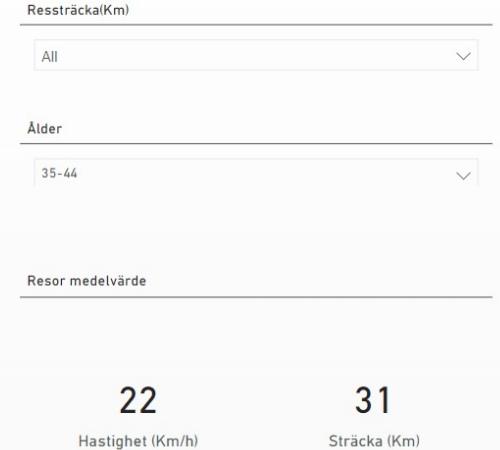 Ressträcka(Km)
All
Ålder
35-44
Resor medelvärde
22 31
Hastighet (Km/h) Sträcka (Km)